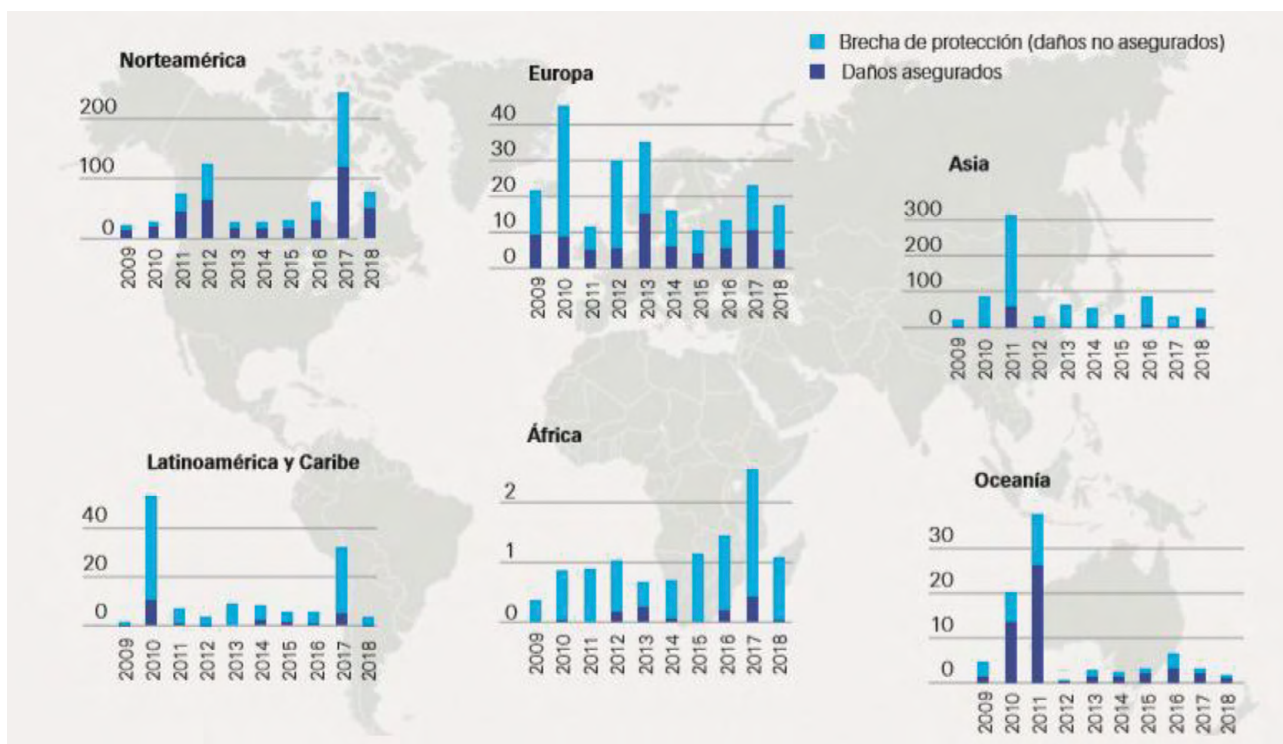 Brecha de protección (daños no asegurados)
Daños asegurados
Norteamérica
200
100
0
2009 2010 2011 2012 2013 2014 2015 2016 2017 2018
Europa
40
30
20
10
0
2009 2010 2011 2012 2013 2014 2015 2016 2017 2018
Asia
300
200
100
0
2009 2010 2011 2012 2013 2014 2015 2016 2017 2018
Latinoamérica y Caribe
40
20
0
2009 2010 2011 2012 2013 2014 2015 2016 2017 2018
África
2
1
0
2009 2010 2011 2012 2013 2014 2015 2016 2017 2018
Oceanía
30
20
10
0
2009 2010 2011 2012 2013 2014 2015 2016 2017 2018